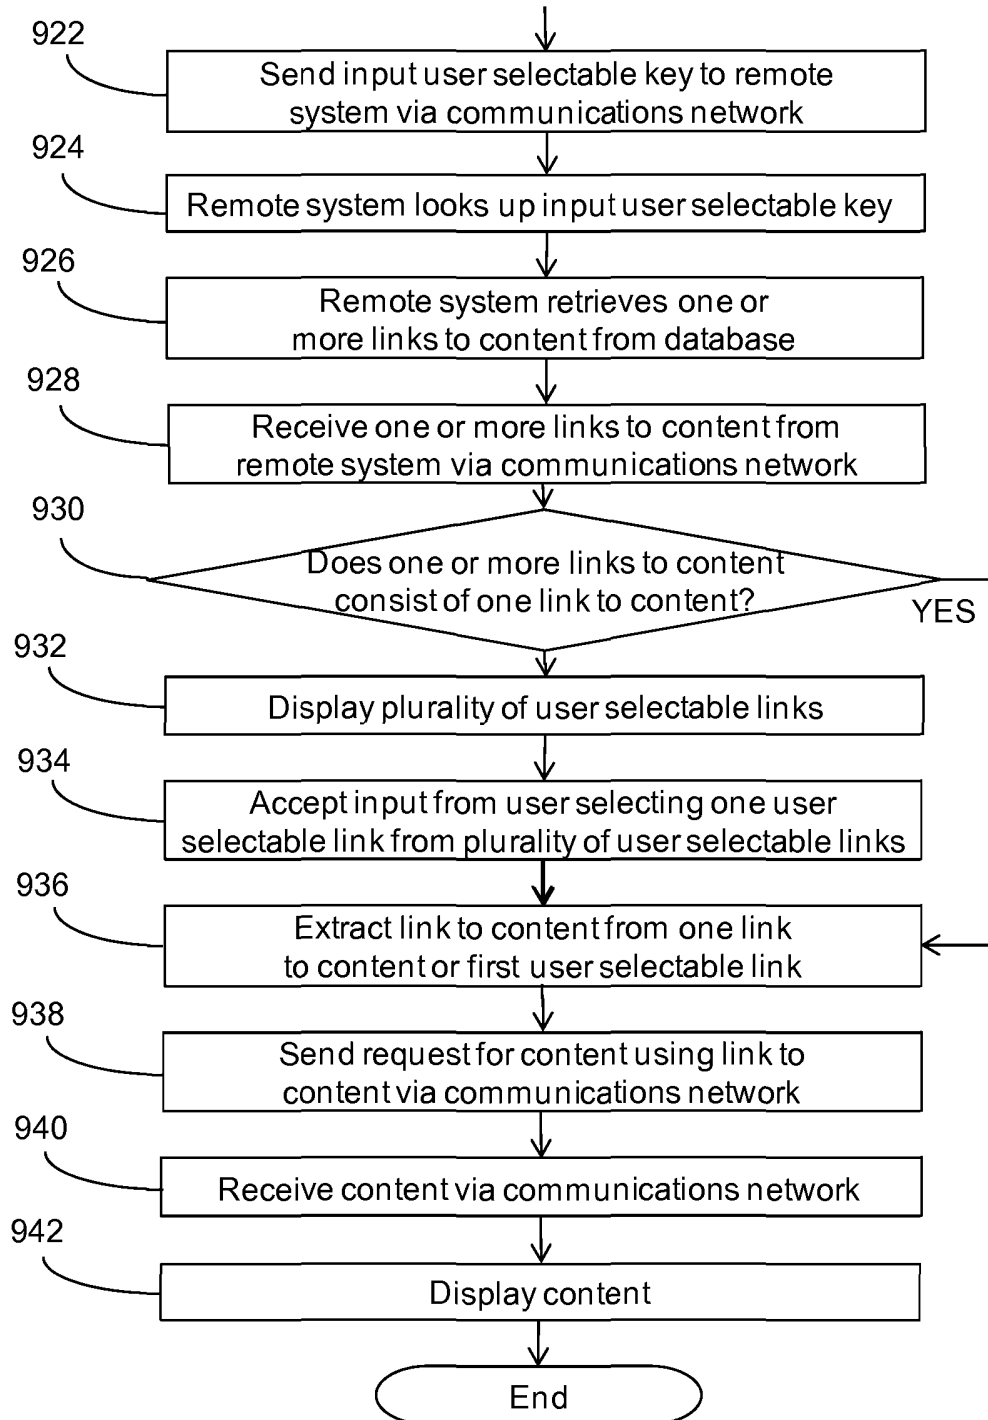 922
Send input user selectable key to remote
system via communications network
924
Remote system looks up input user selectable key
926
Remote system retrieves one or
more links to content from database
928
Receive one or more links to content from
remote system via communications network
930
Does one or more links to content
consist of one link to content?
YES
932
Display plurality of user selectable links
934
Accept input from user selecting one user
selectable link from plurality of user selectable links
936
Extract link to content from one link
to content or first user selectable link
938
Send request for content using link to
content via communications network
940
Receive content via communications network
942
Display content
End